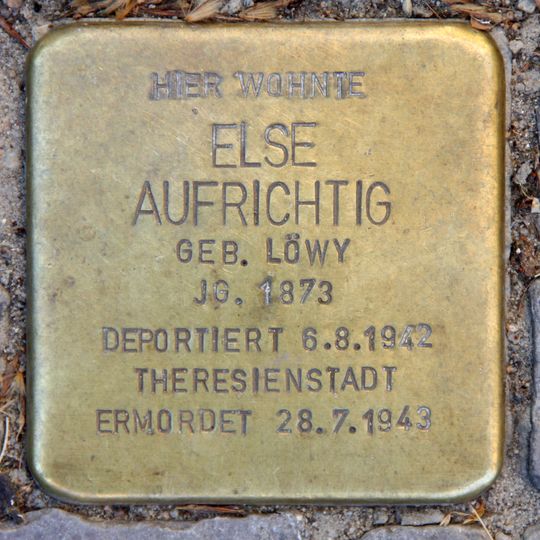 HIER WOHNTE
ELSE
AUFRICHTIG
GEB. LÖWY
JG. 1873
DEPORTIERT 6.8.1942
THERESIENSTADT
ERMORDET 28.7.1943